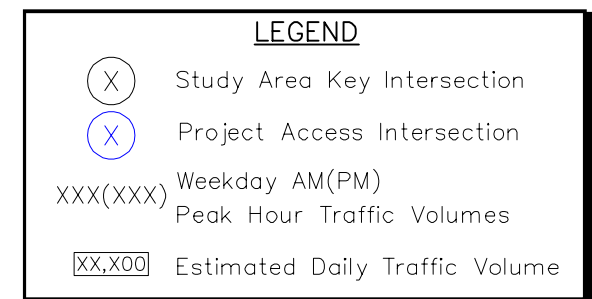 LEGEND
X Study Area Key Intersection
X Project Access Intersection
XXX(XXX) Weekday AM(PM)
Peak Hour Traffic Volumes
XX,X00 Estimated Daily Traffic Volume